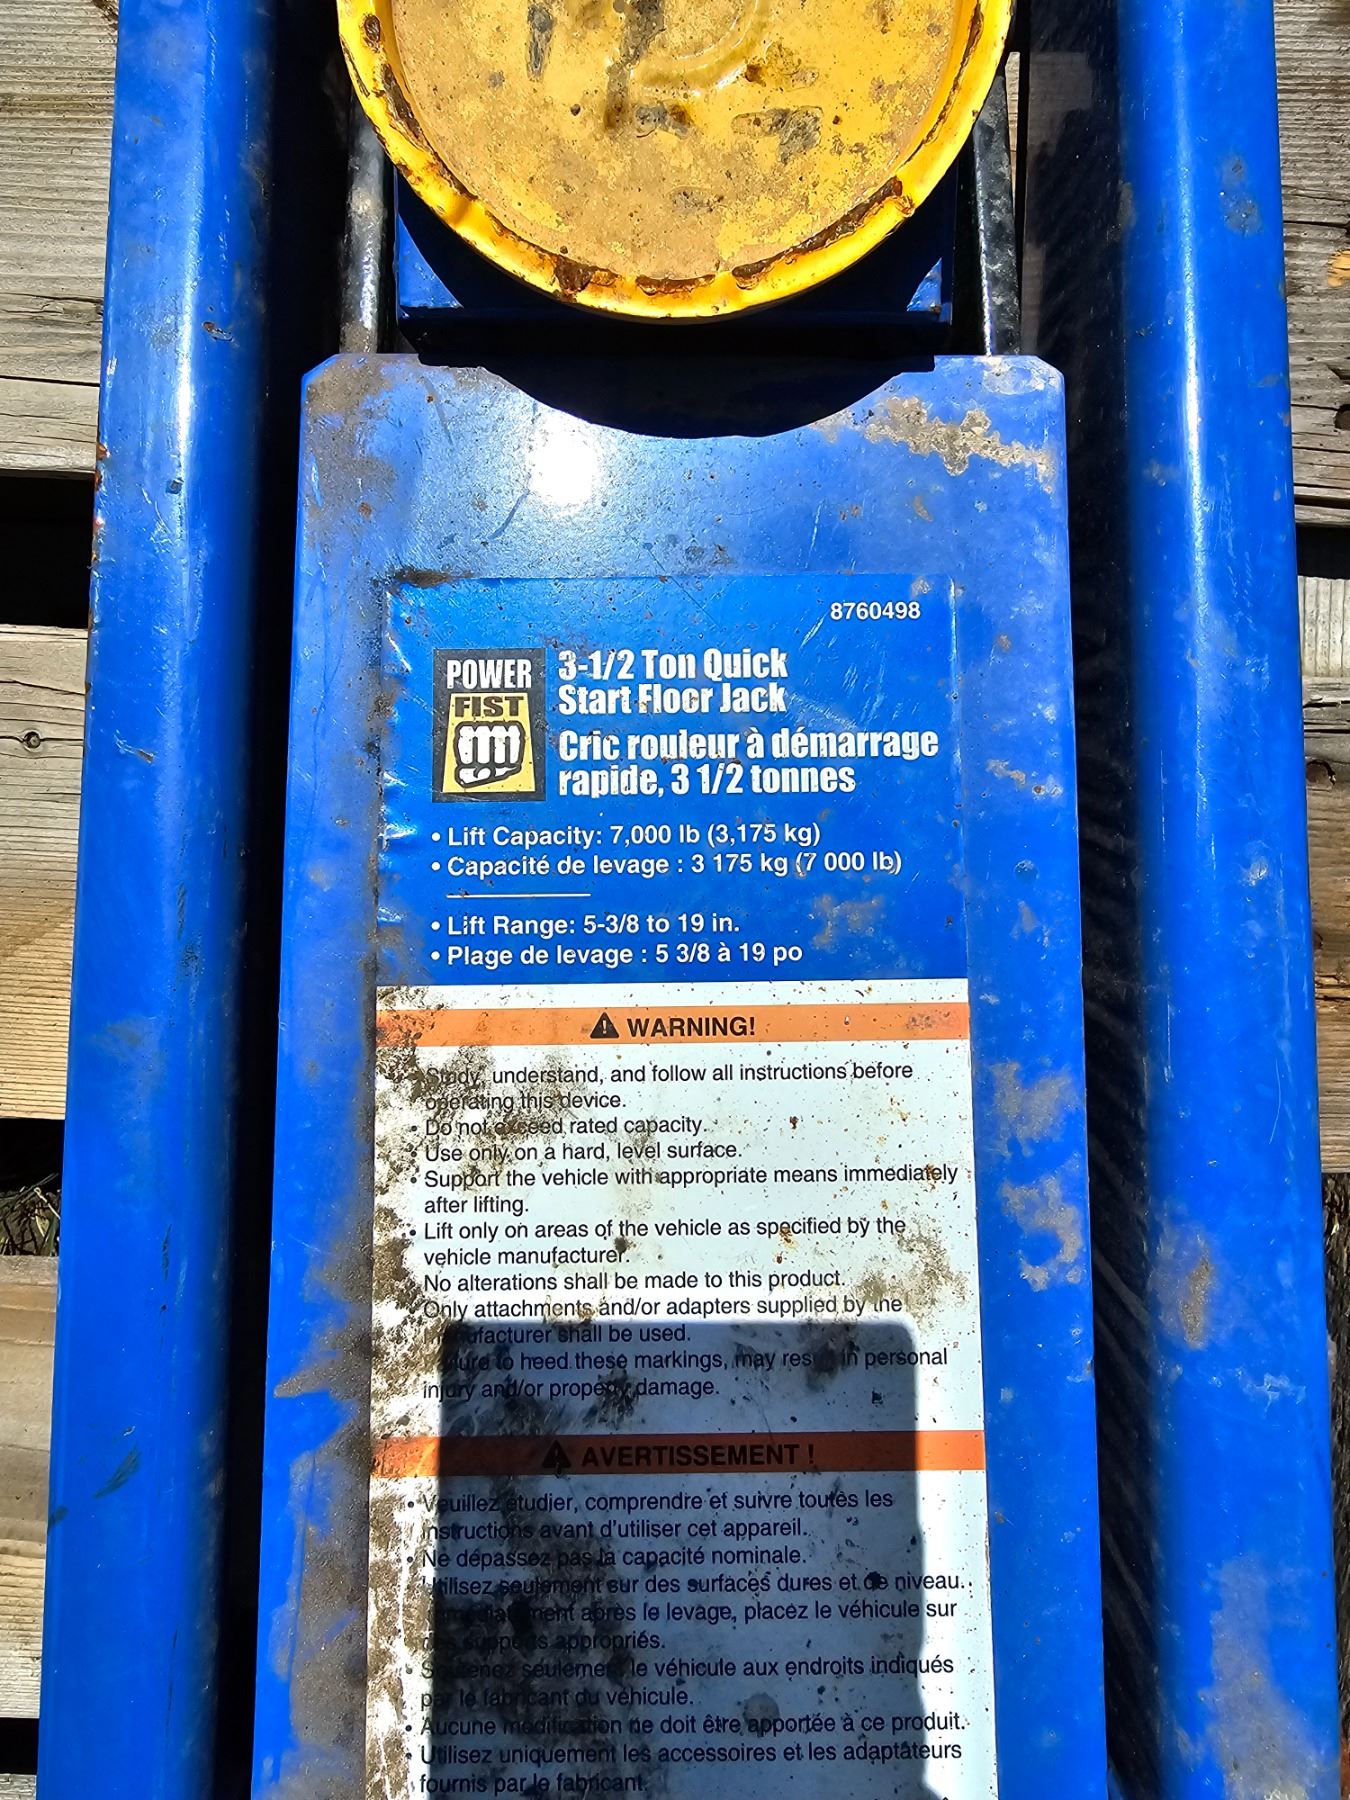 8760498
POWER
FIST
3-1/2 Ton Quick
Start Floor Jack
Cric rouleur à démarrage
rapide, 3 1/2 tonnes
• Lift Capacity: 7,000 lb (3,175 kg)
• Capacité de levage : 3 175 kg (7 000 lb)
• Lift Range: 5-3/8 to 19 in.
• Plage de levage : 5 3/8 à 19 po
WARNING!
Study, understand, and follow all instructions before
operating this device.
• Do not exceed rated capacity.
• Use only on a hard, level surface.
• Support the vehicle with appropriate means immediately
after lifting.
• Lift only on areas of the vehicle as specified by the
vehicle manufacturer.
No alterations shall be made to this product.
Only attachments and/or adapters supplied by the
manufacturer shall be used.
Failure to heed these markings, may result in personal
injury and/or property damage.
AVERTISSEMENT !
• Veuillez étudier, comprendre et suivre toutes les
instructions avant d'utiliser cet appareil.
• Ne dépassez pas la capacité nominale.
Utilisez seulement sur des surfaces dures et de niveau.
Immédiatement après le levage, placez le véhicule sur
des supports appropriés.
• Soutenez seulement le véhicule aux endroits indiqués
par le fabricant du véhicule.
• Aucune modification ne doit être apportée à ce produit.
• Utilisez uniquement les accessoires et les adaptateurs
fournis par le fabricant.